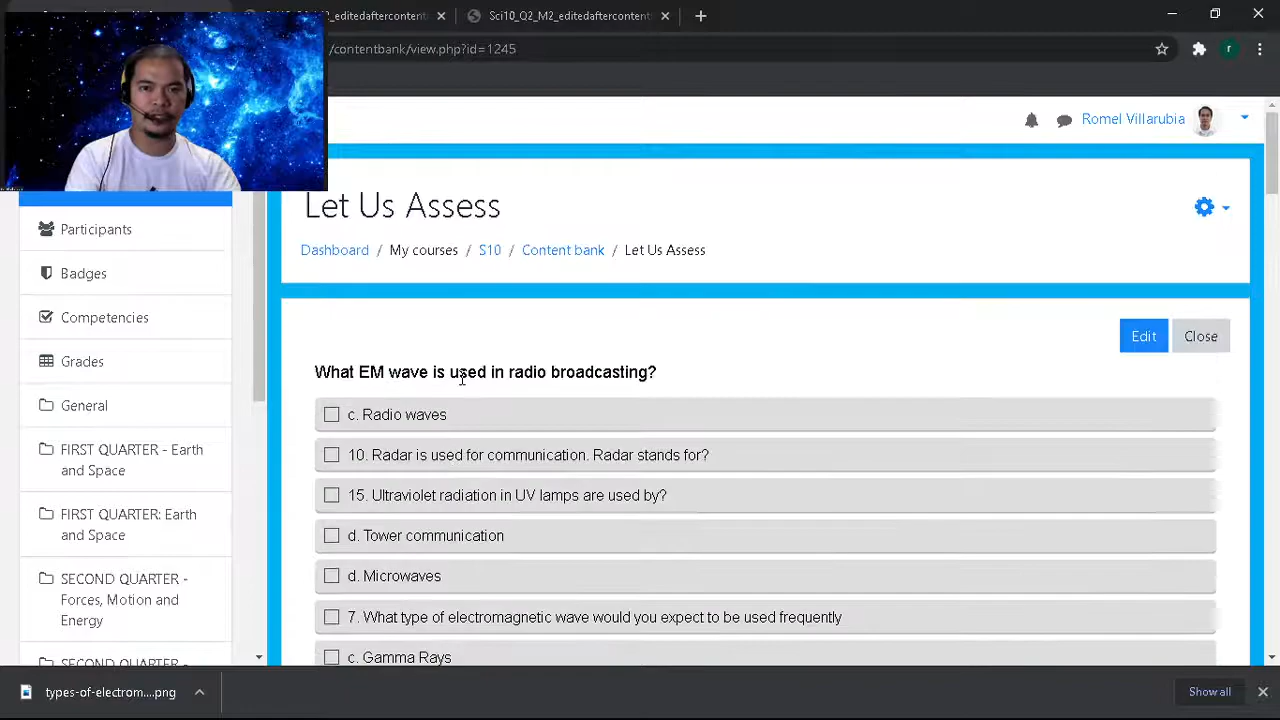 _editedaftercontent
Sci10_Q2_M2_editedaftercontent
/contentbank/view.php?id=1245
r
Romel Villarubia
Let Us Assess
Dashboard / My courses / S10 / Content bank / Let Us Assess
Participants
Badges
Competencies
Grades
General
FIRST QUARTER - Earth
and Space
FIRST QUARTER: Earth
and Space
SECOND QUARTER -
Forces, Motion and
Energy
SECOND QUARTER -
Edit
Close
What EM wave is used in radio broadcasting?
c. Radio waves
10. Radar is used for communication. Radar stands for?
15. Ultraviolet radiation in UV lamps are used by?
d. Tower communication
d. Microwaves
7. What type of electromagnetic wave would you expect to be used frequently
c. Gamma Rays
types-of-electrom....png
Show all